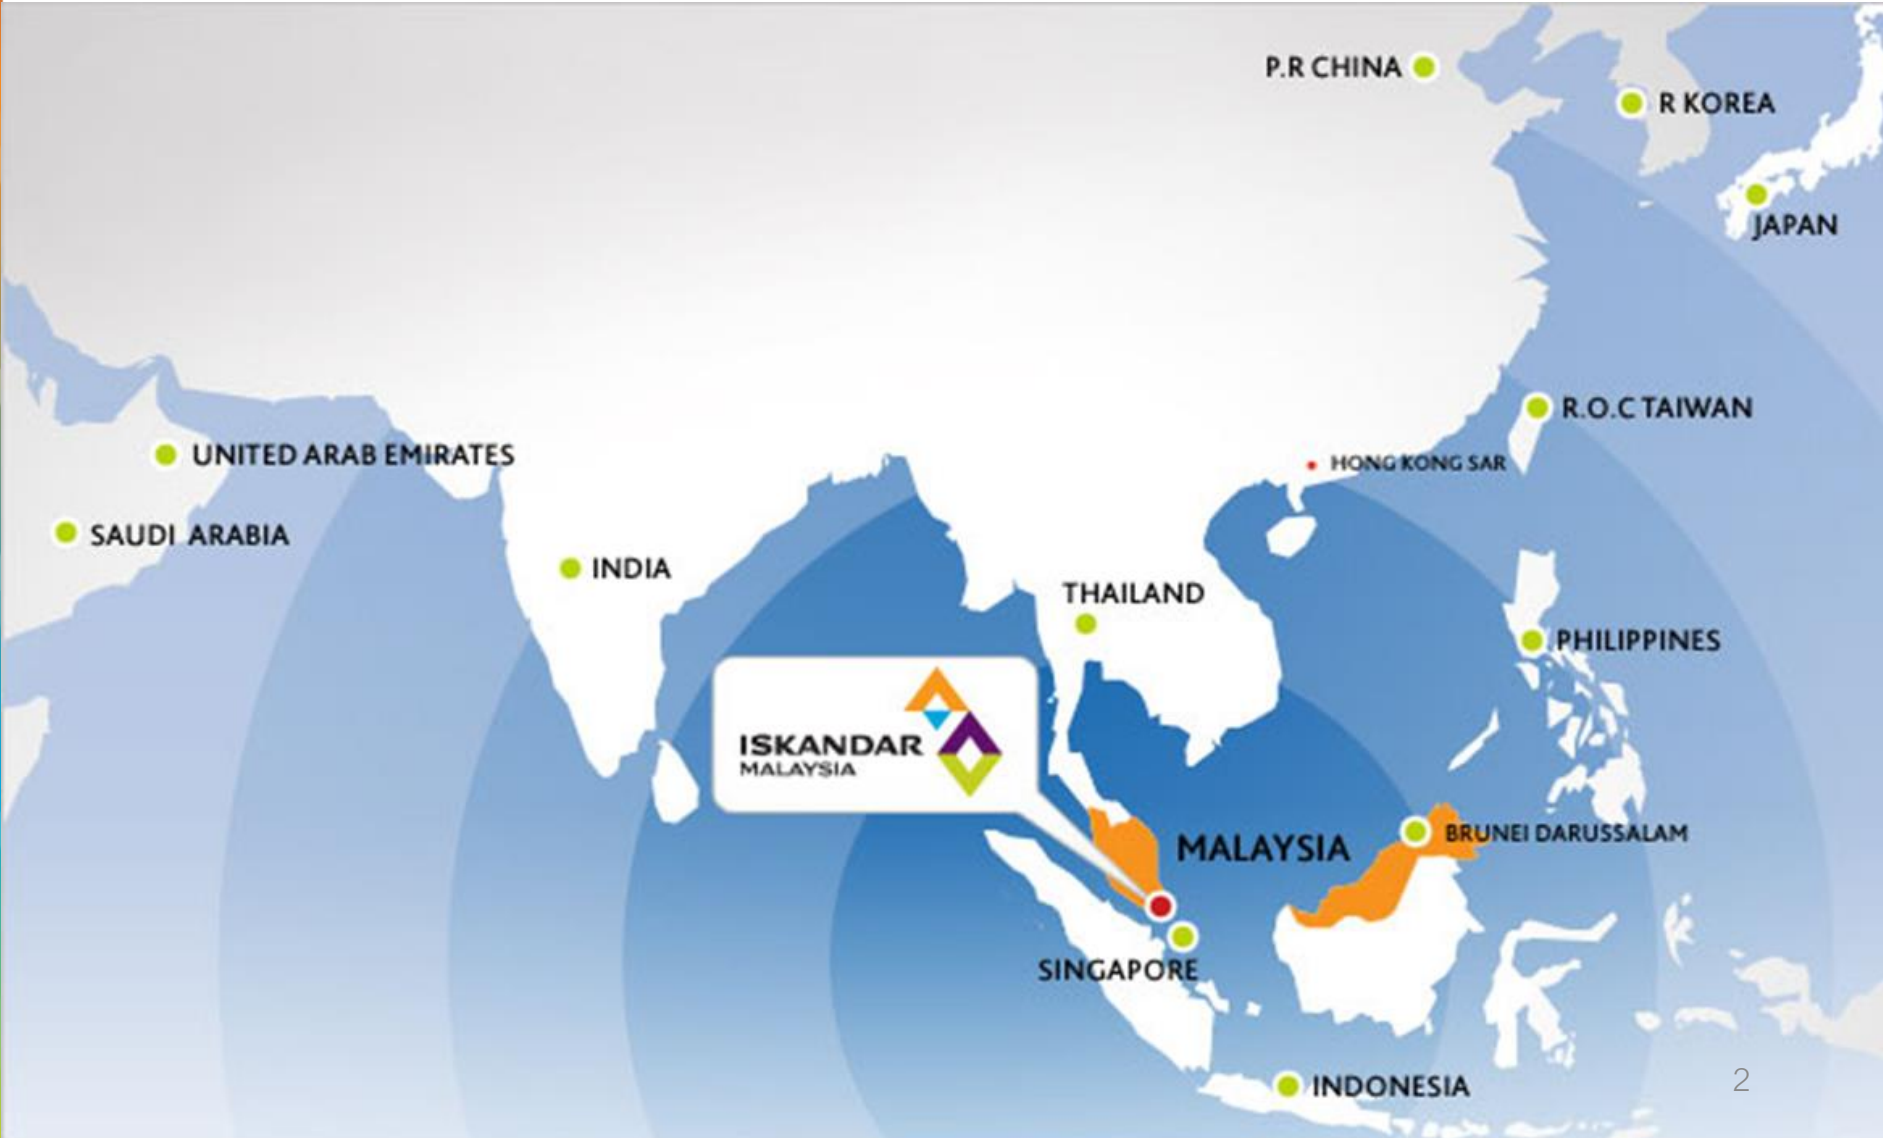 P.R CHINA
R KOREA
JAPAN
R.O.C TAIWAN
UNITED ARAB EMIRATES
HONG KONG SAR
SAUDI ARABIA
INDIA
THAILAND
PHILIPPINES
ISKANDAR
MALAYSIA
MALAYSIA
BRUNEI DARUSSALAM
SINGAPORE
INDONESIA
2